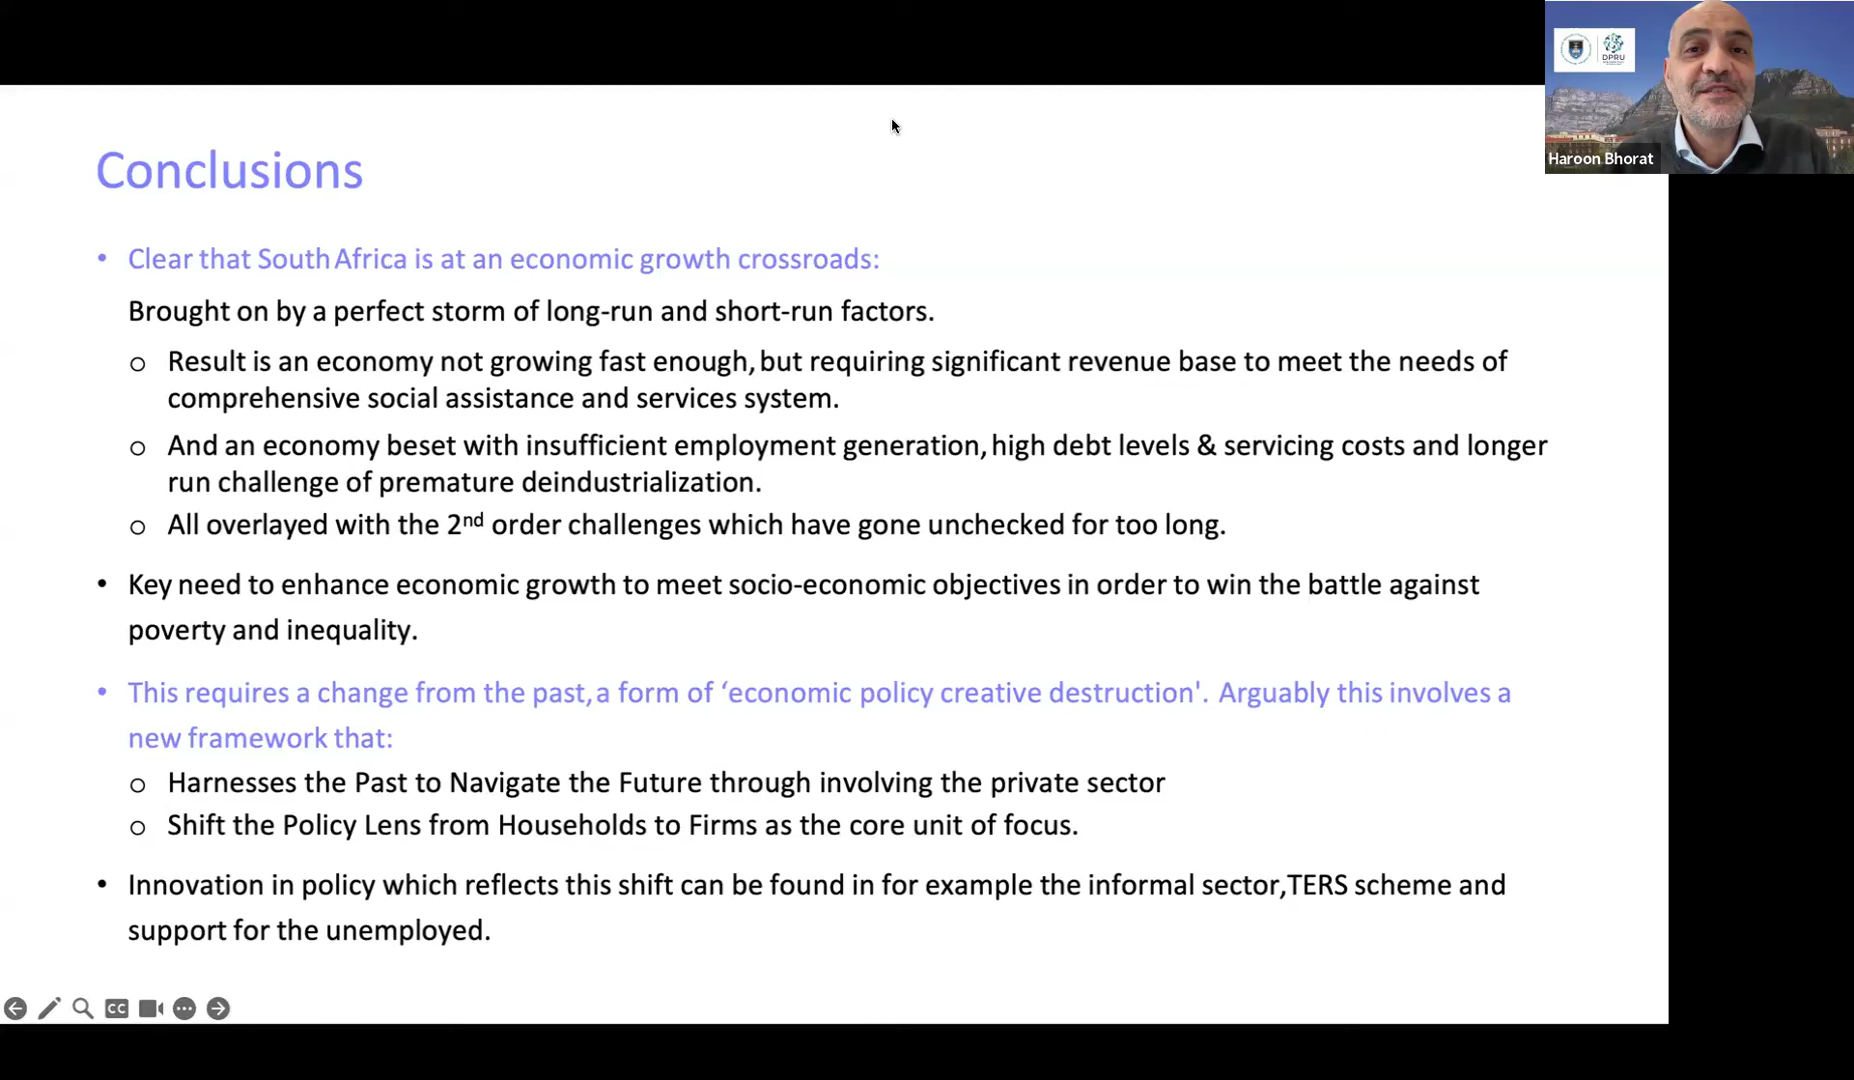 DPRU
Haroon Bhorat
Conclusions
• Clear that South Africa is at an economic growth crossroads:
Brought on by a perfect storm of long-run and short-run factors.
o Result is an economy not growing fast enough, but requiring significant revenue base to meet the needs of
comprehensive social assistance and services system.
o And an economy beset with insufficient employment generation, high debt levels & servicing costs and longer
run challenge of premature deindustrialization.
o All overlayed with the 2nd order challenges which have gone unchecked for too long.
• Key need to enhance economic growth to meet socio-economic objectives in order to win the battle against
poverty and inequality.
• This requires a change from the past, a form of ‘economic policy creative destruction'. Arguably this involves a
new framework that:
o Harnesses the Past to Navigate the Future through involving the private sector
o Shift the Policy Lens from Households to Firms as the core unit of focus.
• Innovation in policy which reflects this shift can be found in for example the informal sector,TERS scheme and
support for the unemployed.
CC